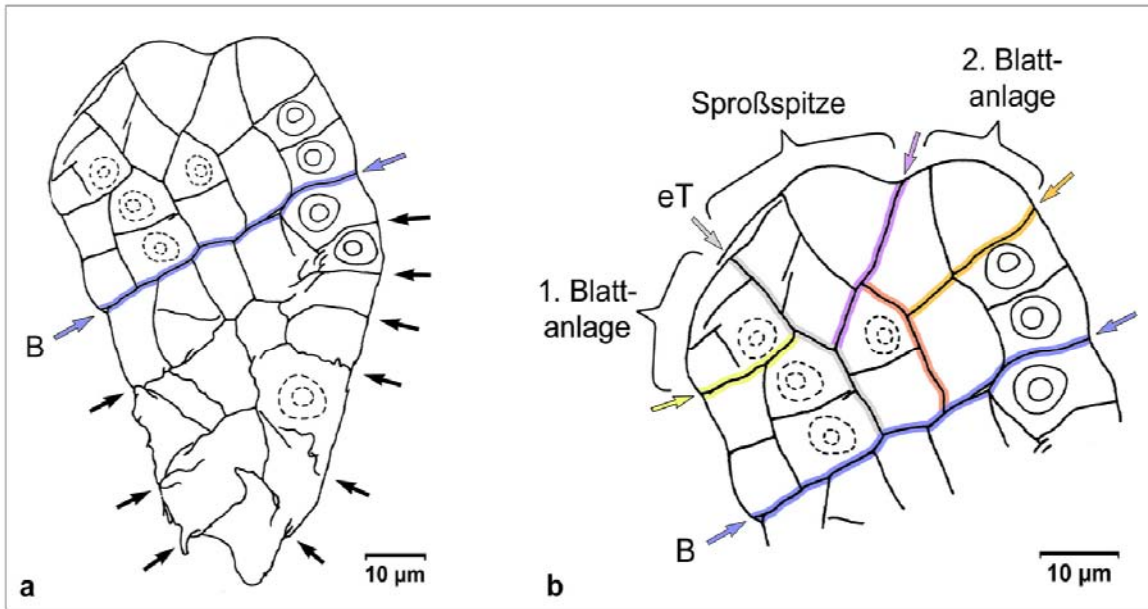 B
10 µm
a
Sproßspitze
2. Blatt-
anlage
eT
1. Blatt-
anlage
B
10 µm
b